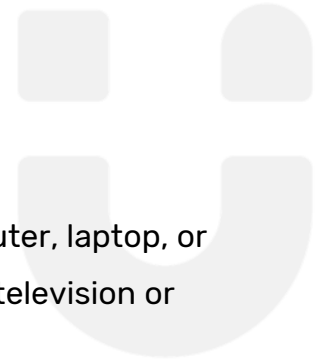 uter, laptop, or
television or